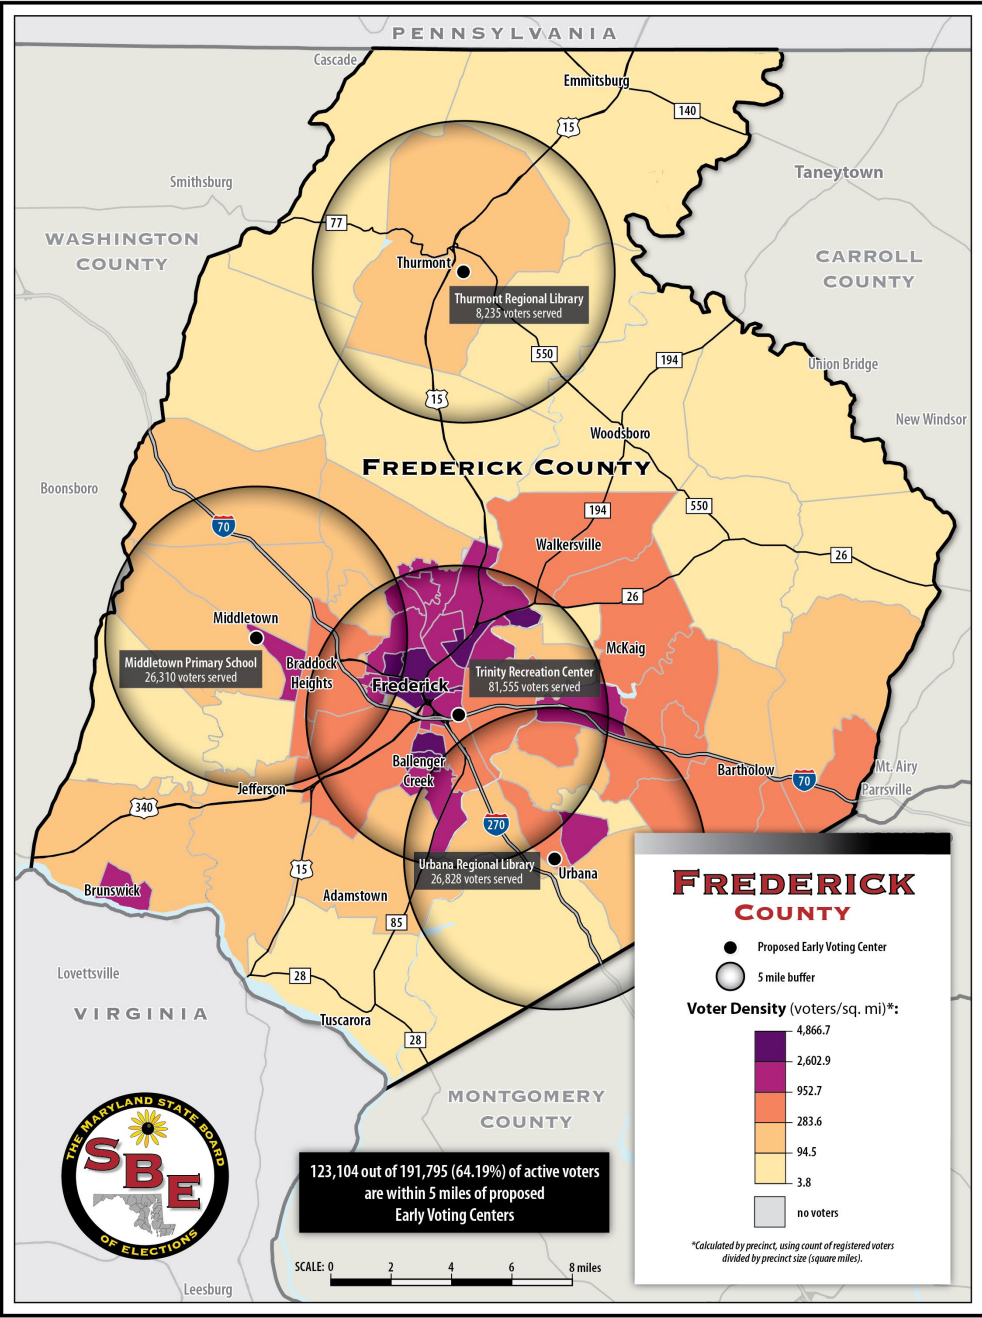 PENNSYLVANIA
Cascade
Emmitsburg
140
15
Taneytown
Smithsburg
77
WASHINGTON
COUNTY
CARROLL
COUNTY
Thurmont
Thurmont Regional Library
8,235 voters served
550
194
Union Bridge
15
New Windsor
Woodsboro
FREDERICK COUNTY
Boonsboro
194
550
70
Walkersville
26
26
Middletown
McKaig
Middletown Primary School
26,310 voters served
Braddock
Heights
Trinity Recreation Center
81,555 voters served
Frederick
Ballenger
Creek
Bartholow
70
Mt. Airy
Parrsville
Jefferson
340
270
15
Urbana Regional Library
26,828 voters served
Urbana
Brunswick
Adamstown
85
Lovettsville
28
VIRGINIA
Tuscarora
28
MONTGOMERY
COUNTY
FREDERICK
COUNTY
Proposed Early Voting Center
5 mile buffer
Voter Density (voters/sq. mi)*:
4,866.7
2,602.9
952.7
283.6
94.5
3.8
no voters
*Calculated by precinct, using count of registered voters
divided by precinct size (square miles).
THE MARYLAND STATE BOARD
SBE
OF ELECTIONS
123,104 out of 191,795 (64.19%) of active voters
are within 5 miles of proposed
Early Voting Centers
SCALE: 0 2 4 6 8 miles
Leesburg